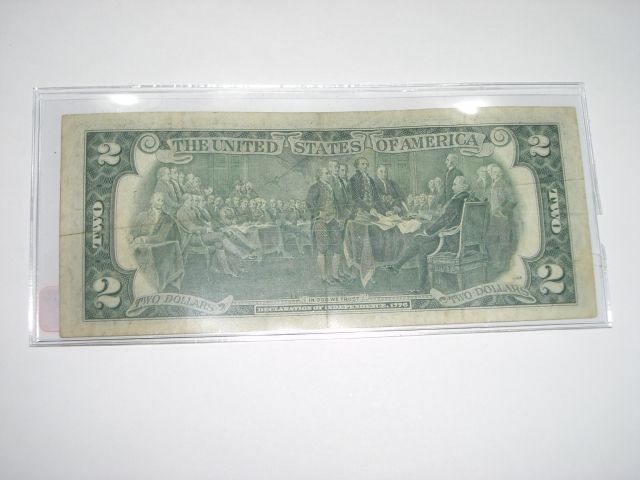 THE UNITED STATES OF AMERICA
2 2
TWO TWO
2 2
TWO DOLLARS TWO DOLLARS
IN GOD WE TRUST
DECLARATION OF INDEPENDENCE, 1776